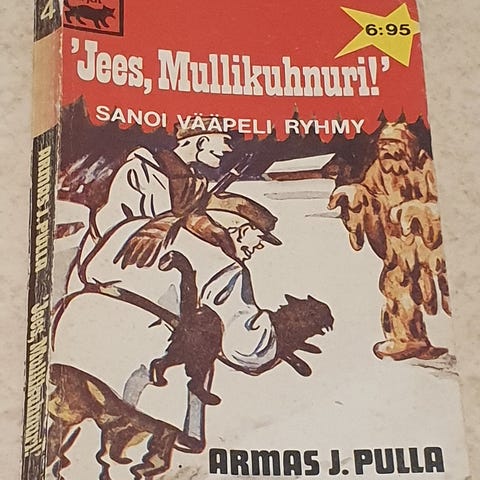 4
6:95
'Jees, Mullikuhnuri!'
SANOI VÄÄPELI RYHMY
ARMAS J. PULLA
ARMAS J. PULLA 'Jees, Mullikuhnuri!'